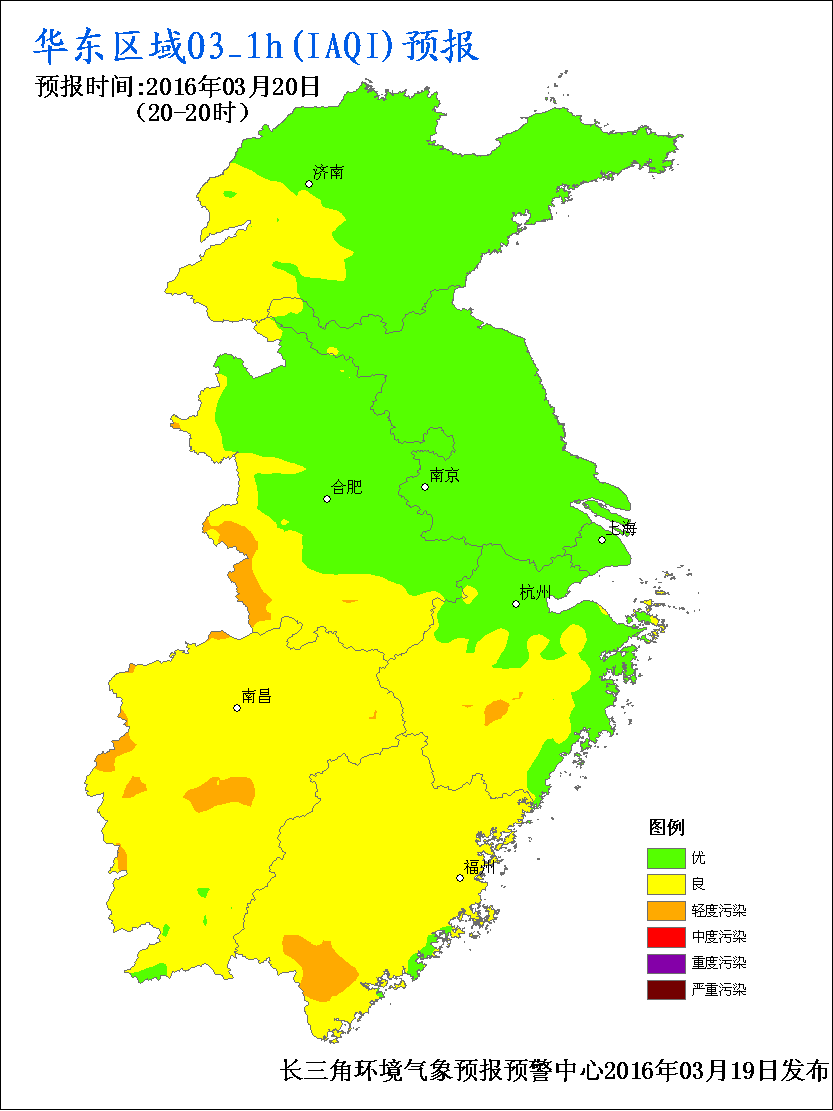 华东区域O3_1h(IAQI)预报
预报时间:2016年03月20日
(20-20时)
济南
南京
合肥
上海
杭州
南昌
福州
图例
优
良
轻度污染
中度污染
重度污染
严重污染
长三角环境气象预报预警中心2016年03月19日发布